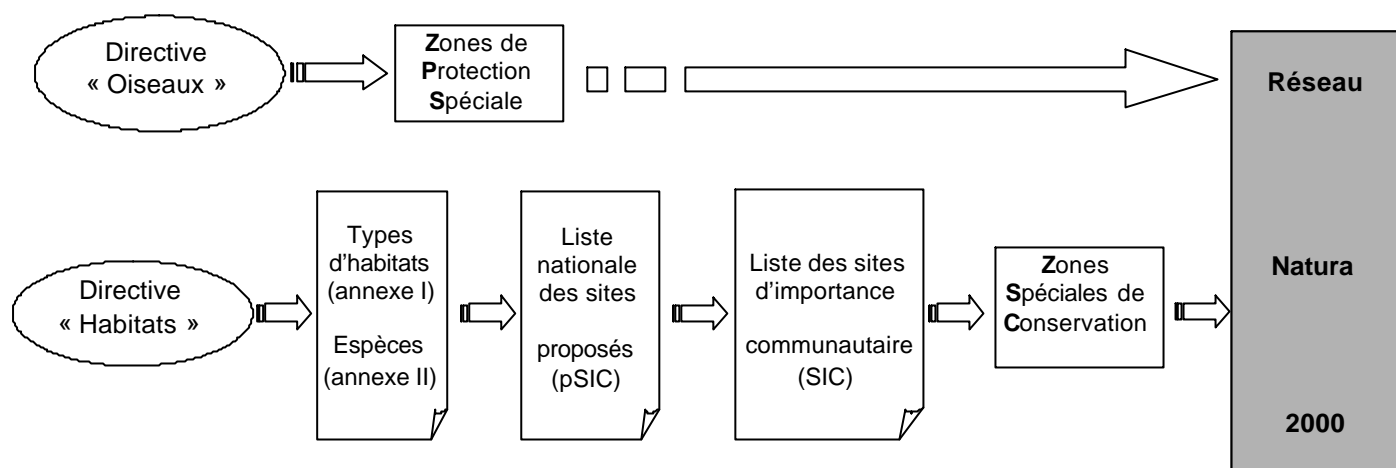 Directive
« Oiseaux »
Zones de
Protection
Spéciale
Réseau
Natura
2000
Directive
« Habitats »
Types
d'habitats
(annexe I)
Espèces
(annexe II)
Liste
nationale
des sites
proposés
(pSIC)
Liste des sites
d'importance
communautaire
(SIC)
Zones
Spéciales de
Conservation